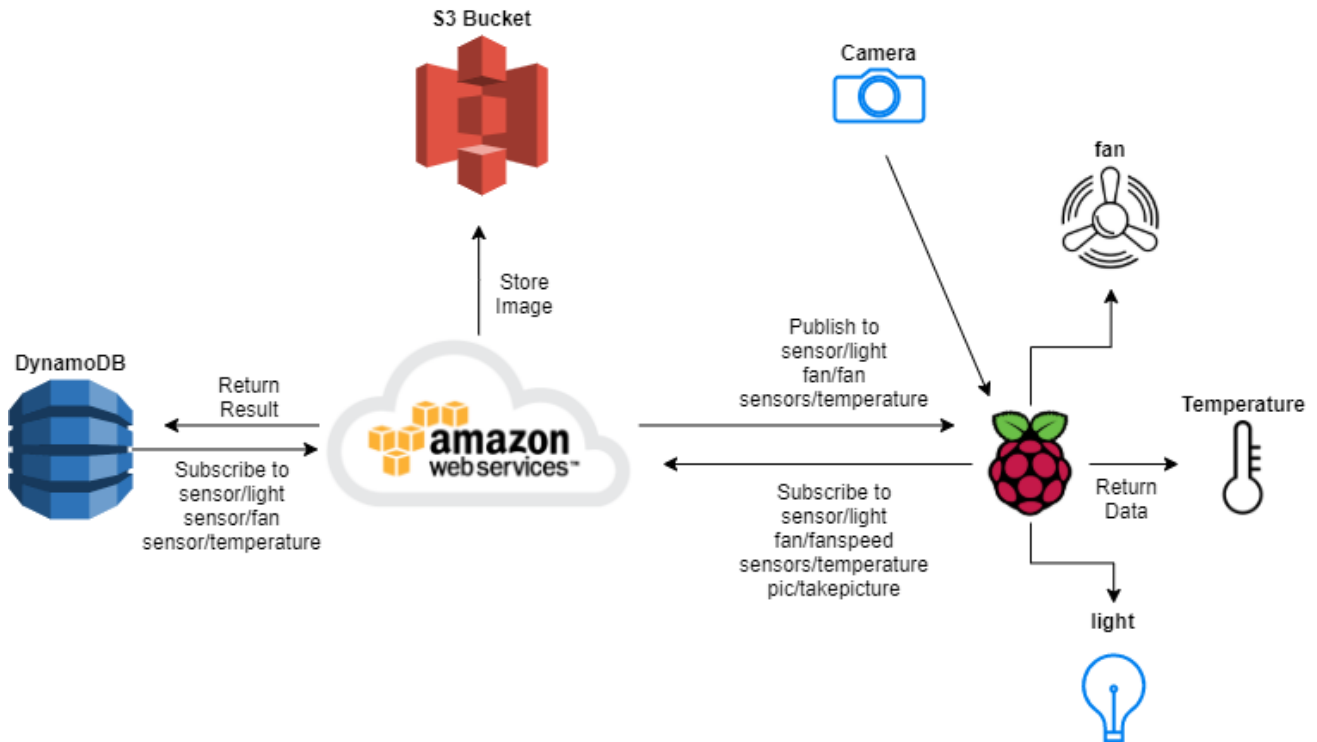 S3 Bucket
Camera
fan
Store
Image
DynamoDB
Return
Result
Subscribe to
sensor/light
sensor/fan
sensor/temperature
amazon
web services™
Publish to
sensor/light
fan/fan
sensors/temperature
Subscribe to
sensor/light
fan/fanspeed
sensors/temperature
pic/takepicture
Temperature
Return
Data
light